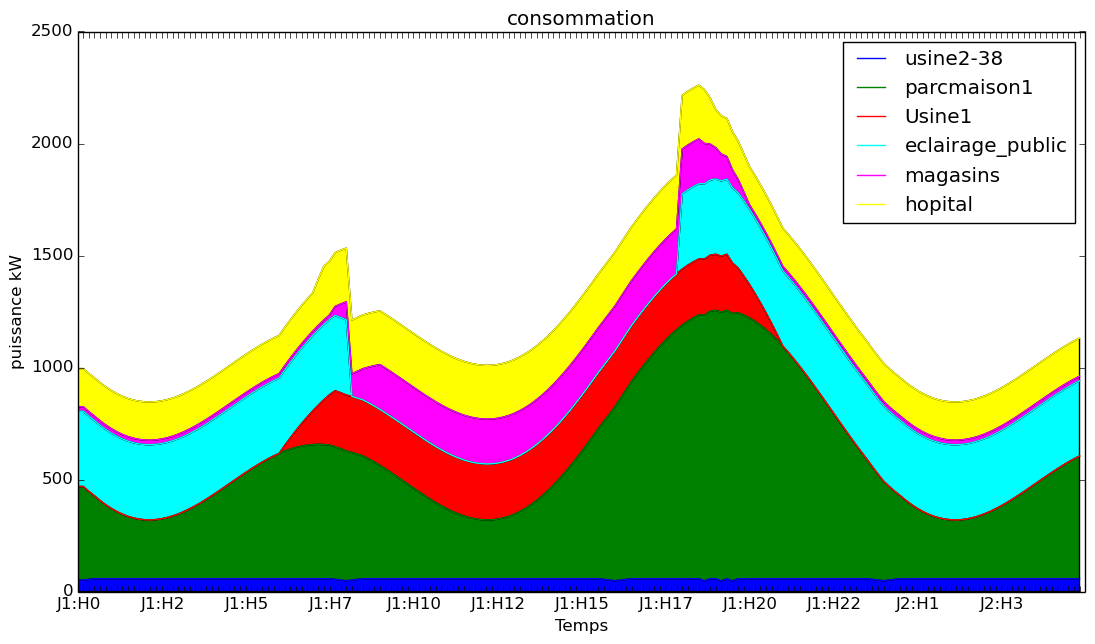 consommation
2500
2000
1500
1000
500
0
puissance kW
usine2-38
parcmaison1
Usine1
eclairage_public
magasins
hopital
J1:H0 J1:H2 J1:H5 J1:H7 J1:H10 J1:H12 J1:H15 J1:H17 J1:H20 J1:H22 J2:H1 J2:H3
Temps